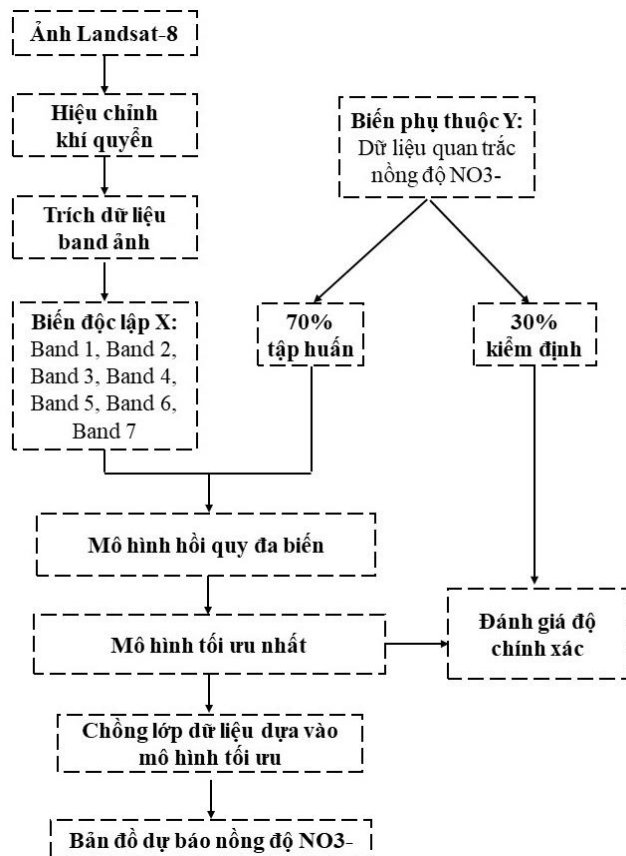 Ảnh Landsat-8
Hiệu chỉnh
khí quyển
Trích dữ liệu
band ảnh
Biến độc lập X:
Band 1, Band 2,
Band 3, Band 4,
Band 5, Band 6,
Band 7
Biến phụ thuộc Y:
Dữ liệu quan trắc
nồng độ NO3-
70%
tập huấn
30%
kiểm định
Mô hình hồi quy đa biến
Mô hình tối ưu nhất
Đánh giá độ
chính xác
Chồng lớp dữ liệu dựa vào
mô hình tối ưu
Bản đồ dự báo nồng độ NO3-